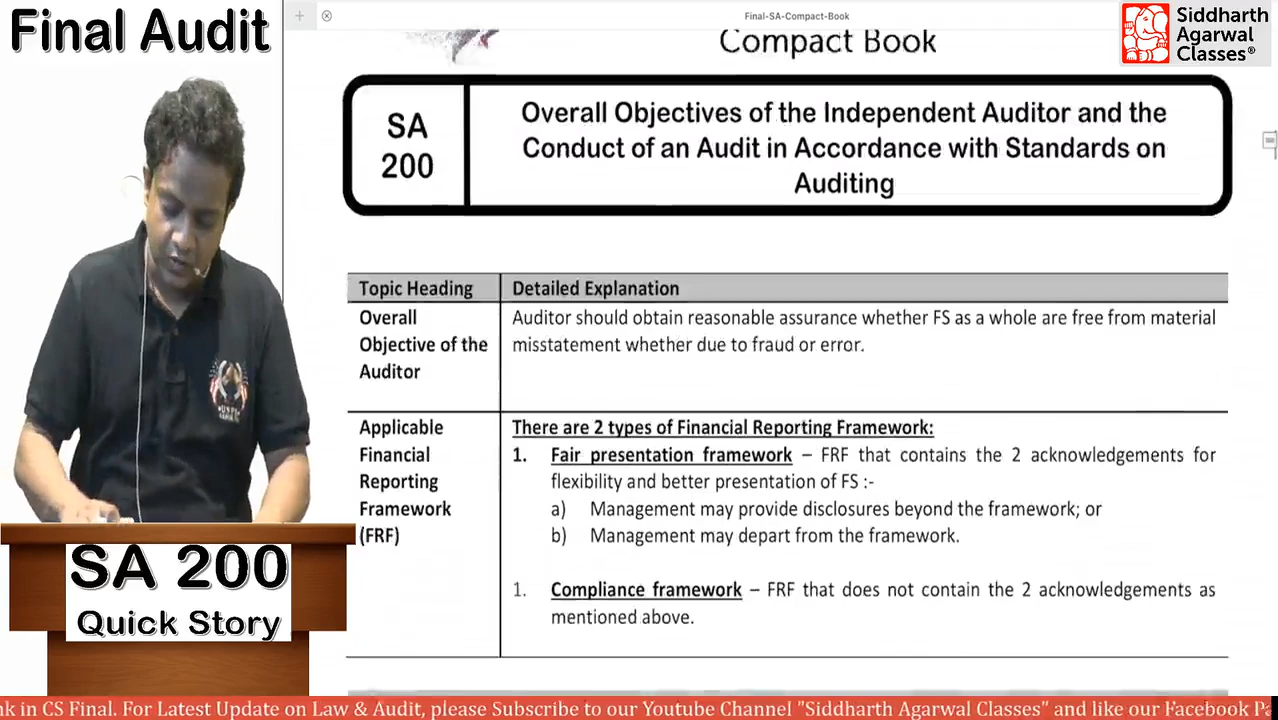 Final Audit
Final-SA-Compact-Book
Compact Book
Siddharth
Agarwal
Classes®
SA
200
Overall Objectives of the Independent Auditor and the
Conduct of an Audit in Accordance with Standards on
Auditing
Topic Heading
Detailed Explanation
Overall
Objective of the
Auditor
Auditor should obtain reasonable assurance whether FS as a whole are free from material
misstatement whether due to fraud or error.
Applicable
Financial
Reporting
Framework
(FRF)
There are 2 types of Financial Reporting Framework:
1. Fair presentation framework – FRF that contains the 2 acknowledgements for
flexibility and better presentation of FS :-
a) Management may provide disclosures beyond the framework; or
b) Management may depart from the framework.
1. Compliance framework – FRF that does not contain the 2 acknowledgements as
mentioned above.
SA 200
Quick Story
nk in CS Final. For Latest Update on Law & Audit, please Subscribe to our Youtube Channel "Siddharth Agarwal Classes" and like our Facebook Pa